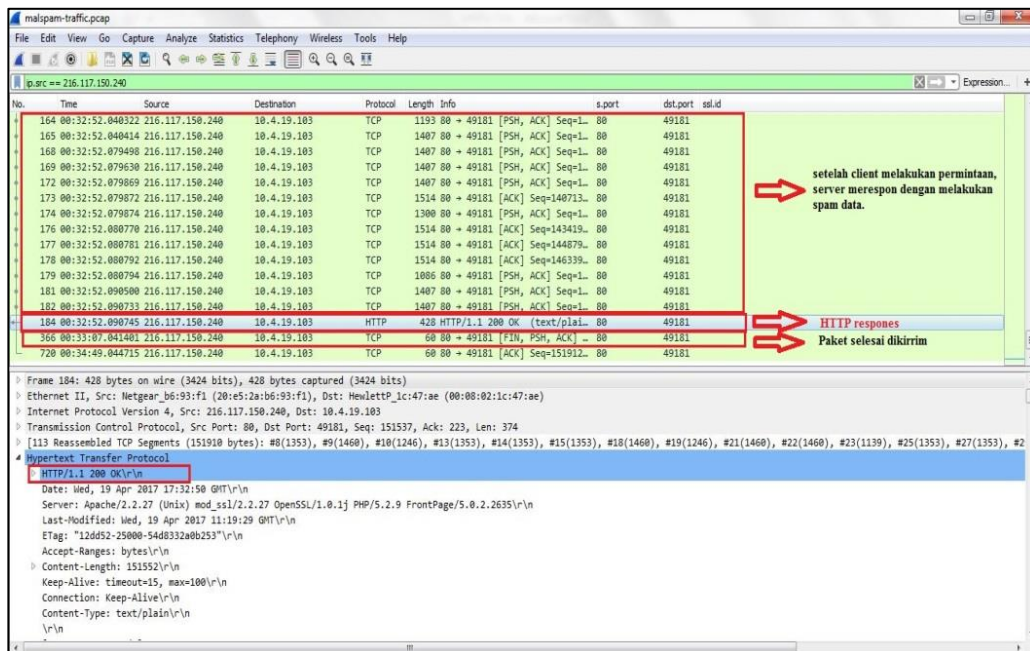 malspam-traffic.pcap
File Edit View Go Capture Analyze Statistics Telephony Wireless Tools Help
ip.src == 216.117.150.240
Expression... +
No. Time Source Destination Protocol Length Info s.port dst.port ssl.id
164 00:32:52.040322 216.117.150.240 10.4.19.103 TCP 1193 80 → 49181 [PSH, ACK] Seq=1… 80 49181
165 00:32:52.040414 216.117.150.240 10.4.19.103 TCP 1407 80 → 49181 [PSH, ACK] Seq=1… 80 49181
168 00:32:52.079498 216.117.150.240 10.4.19.103 TCP 1407 80 → 49181 [PSH, ACK] Seq=1… 80 49181
169 00:32:52.079630 216.117.150.240 10.4.19.103 TCP 1407 80 → 49181 [PSH, ACK] Seq=1… 80 49181
172 00:32:52.079869 216.117.150.240 10.4.19.103 TCP 1407 80 → 49181 [PSH, ACK] Seq=1… 80 49181
173 00:32:52.079872 216.117.150.240 10.4.19.103 TCP 1514 80 → 49181 [ACK] Seq=140713… 80 49181
174 00:32:52.079874 216.117.150.240 10.4.19.103 TCP 1300 80 → 49181 [PSH, ACK] Seq=1… 80 49181
176 00:32:52.080770 216.117.150.240 10.4.19.103 TCP 1514 80 → 49181 [ACK] Seq=143419… 80 49181
177 00:32:52.080781 216.117.150.240 10.4.19.103 TCP 1514 80 → 49181 [ACK] Seq=144879… 80 49181
178 00:32:52.080792 216.117.150.240 10.4.19.103 TCP 1514 80 → 49181 [ACK] Seq=146339… 80 49181
179 00:32:52.080794 216.117.150.240 10.4.19.103 TCP 1086 80 → 49181 [PSH, ACK] Seq=1… 80 49181
181 00:32:52.090500 216.117.150.240 10.4.19.103 TCP 1407 80 → 49181 [PSH, ACK] Seq=1… 80 49181
182 00:32:52.090733 216.117.150.240 10.4.19.103 TCP 1407 80 → 49181 [PSH, ACK] Seq=1… 80 49181
184 00:32:52.090745 216.117.150.240 10.4.19.103 HTTP 428 HTTP/1.1 200 OK (text/plai… 80 49181
366 00:33:07.041401 216.117.150.240 10.4.19.103 TCP 60 80 → 49181 [FIN, PSH, ACK] … 80 49181
720 00:34:49.044715 216.117.150.240 10.4.19.103 TCP 60 80 → 49181 [ACK] Seq=151912… 80 49181
setelah client melakukan permintaan,
server merespon dengan melakukan
spam data.
HTTP respones
Paket selesai dikirrim
Frame 184: 428 bytes on wire (3424 bits), 428 bytes captured (3424 bits)
Ethernet II, Src: Netgear_b6:93:f1 (20:e5:2a:b6:93:f1), Dst: HewlettP_1c:47:ae (00:08:02:1c:47:ae)
Internet Protocol Version 4, Src: 216.117.150.240, Dst: 10.4.19.103
Transmission Control Protocol, Src Port: 80, Dst Port: 49181, Seq: 151537, Ack: 223, Len: 374
[113 Reassembled TCP Segments (151910 bytes): #8(1353), #9(1460), #10(1246), #13(1353), #14(1353), #15(1353), #18(1460), #19(1246), #21(1460), #22(1460), #23(1139), #25(1353), #27(1353), #2
Hypertext Transfer Protocol
HTTP/1.1 200 OK\r\n
Date: Wed, 19 Apr 2017 17:32:50 GMT\r\n
Server: Apache/2.2.27 (Unix) mod_ssl/2.2.27 OpenSSL/1.0.1j PHP/5.2.9 FrontPage/5.0.2.2635\r\n
Last-Modified: Wed, 19 Apr 2017 11:19:29 GMT\r\n
ETag: "12dd52-25000-54d8332a0b253"\r\n
Accept-Ranges: bytes\r\n
Content-Length: 151552\r\n
Keep-Alive: timeout=15, max=100\r\n
Connection: Keep-Alive\r\n
Content-Type: text/plain\r\n
\r\n